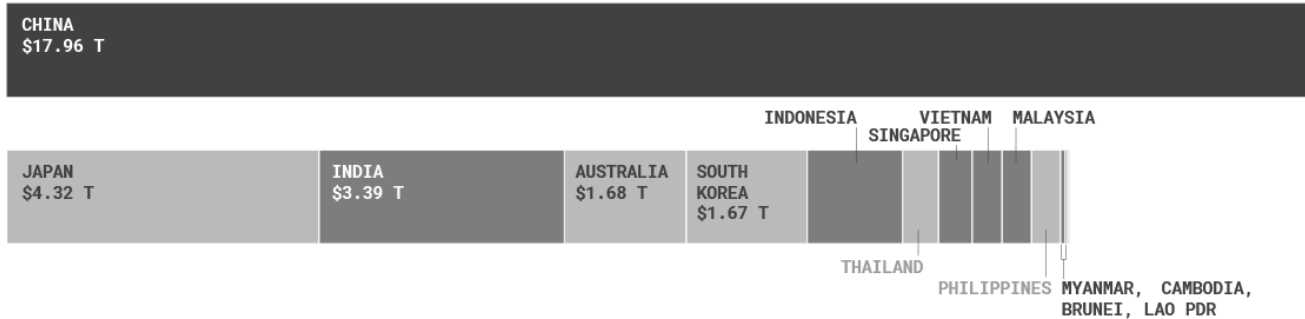 CHINA
$17.96 T
INDONESIA
VIETNAM
MALAYSIA
SINGAPORE
JAPAN
$4.32 T
INDIA
$3.39 T
AUSTRALIA
$1.68 T
SOUTH
KOREA
$1.67 T
THAILAND
PHILIPPINES
MYANMAR, CAMBODIA,
BRUNEI, LAO PDR